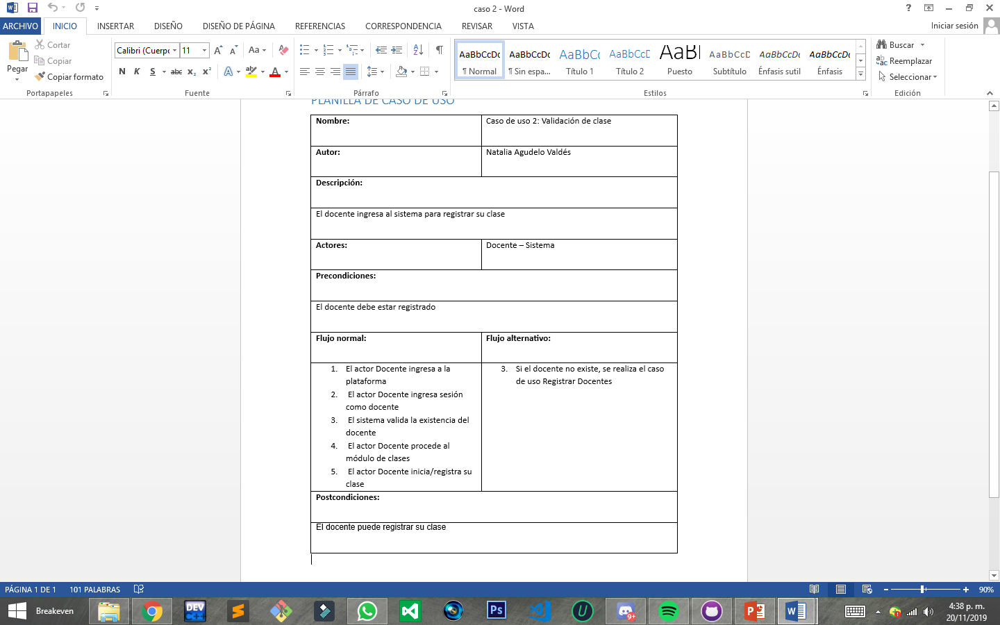 caso 2 - Word
ARCHIVO INICIO INSERTAR DISEÑO DISEÑO DE PÁGINA REFERENCIAS CORRESPONDENCIA REVISAR VISTA Iniciar sesión
Pegar
Cortar
Copiar
Copiar formato
Portapapeles
Calibri (Cuerpo 11
N K S abc x₂ x²
Fuente
Párrafo
AaBbCcDc AaBbCcDc AaBbCc AaBbCcD AaB AaBbCcD AaBbCcDc AaBbCcDc
¶ Normal ¶ Sin espa... Título 1 Título 2 Puesto Subtítulo Énfasis sutil Énfasis
Estilos
Buscar
Reemplazar
Seleccionar
Edición
PLANILLA DE CASO DE USO
Nombre: Caso de uso 2: Validación de clase
Autor: Natalia Agudelo Valdés
Descripción:
El docente ingresa al sistema para registrar su clase
Actores: Docente – Sistema
Precondiciones:
El docente debe estar registrado
Flujo normal: Flujo alternativo:
1. El actor Docente ingresa a la
plataforma
2. El actor Docente ingresa sesión
como docente
3. El sistema valida la existencia del
docente
4. El actor Docente procede al
módulo de clases
5. El actor Docente inicia/registra su
clase
3. Si el docente no existe, se realiza el caso
de uso Registrar Docentes
Postcondiciones:
El docente puede registrar su clase
PÁGINA 1 DE 1 101 PALABRAS 90%
Breakeven
DEV
C++
Ps
9+
4:38 p. m.
20/11/2019